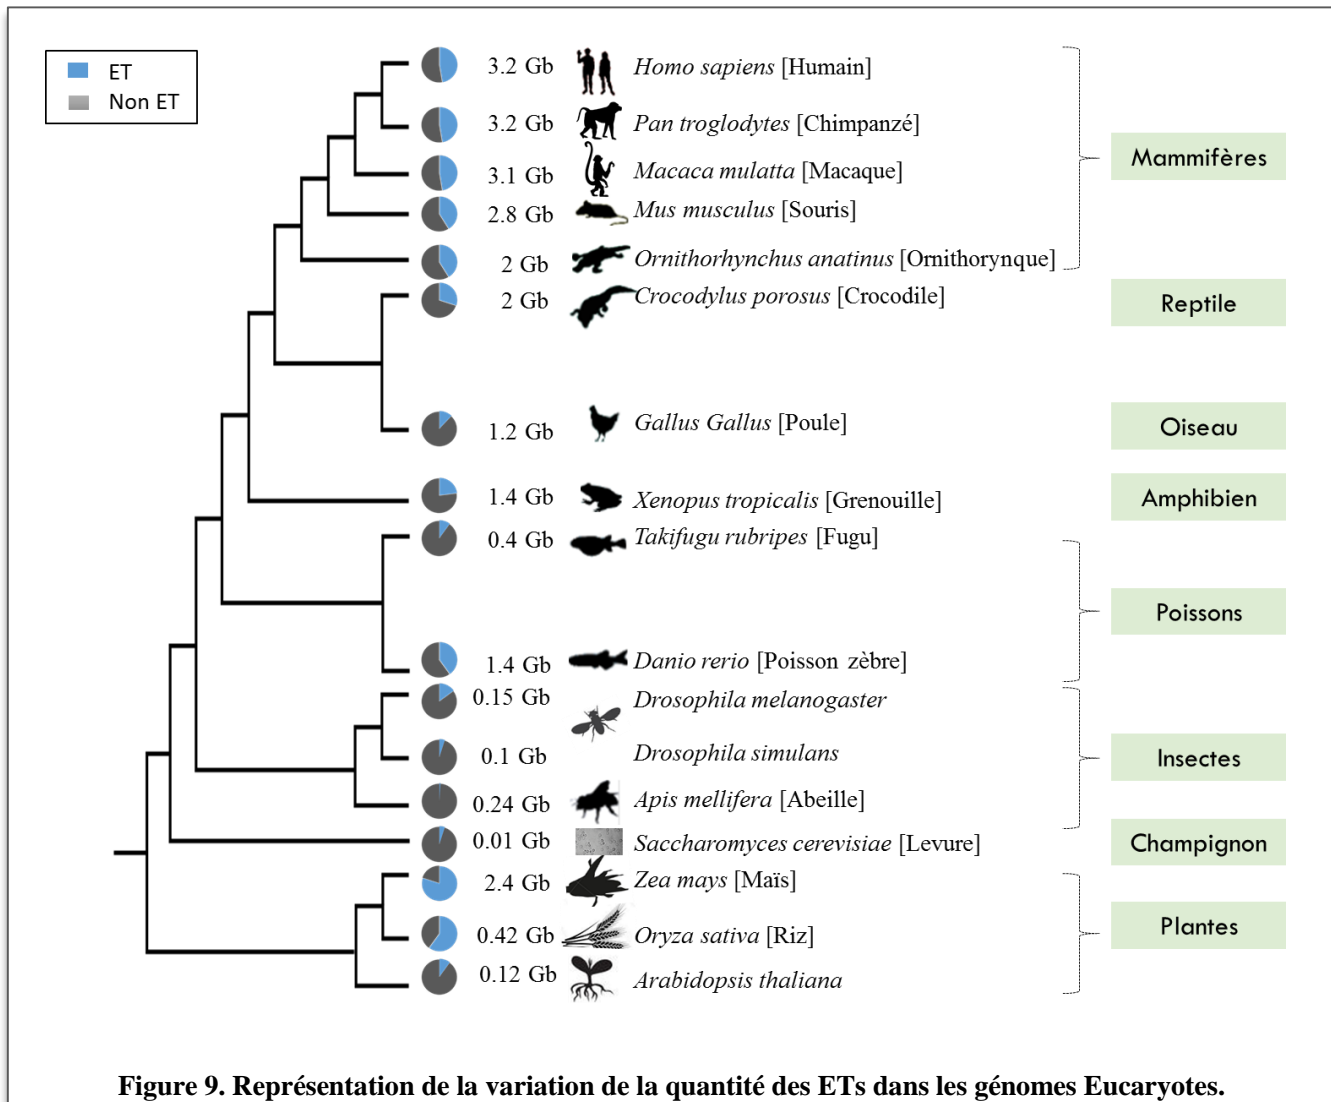 ET
Non ET
3.2 Gb Homo sapiens [Humain]
3.2 Gb Pan troglodytes [Chimpanzé]
Mammifères
3.1 Gb Macaca mulatta [Macaque]
2.8 Gb Mus musculus [Souris]
2 Gb Ornithorhynchus anatinus [Ornithorynque]
2 Gb Crocodylus porosus [Crocodile] Reptile
1.2 Gb Gallus Gallus [Poule] Oiseau
1.4 Gb Xenopus tropicalis [Grenouille] Amphibien
0.4 Gb Takifugu rubripes [Fugu]
Poissons
1.4 Gb Danio rerio [Poisson zèbre]
0.15 Gb Drosophila melanogaster
0.1 Gb Drosophila simulans Insectes
0.24 Gb Apis mellifera [Abeille]
0.01 Gb Saccharomyces cerevisiae [Levure] Champignon
2.4 Gb Zea mays [Maïs]
Plantes
0.42 Gb Oryza sativa [Riz]
0.12 Gb Arabidopsis thaliana
Figure 9. Représentation de la variation de la quantité des ETs dans les génomes Eucaryotes.